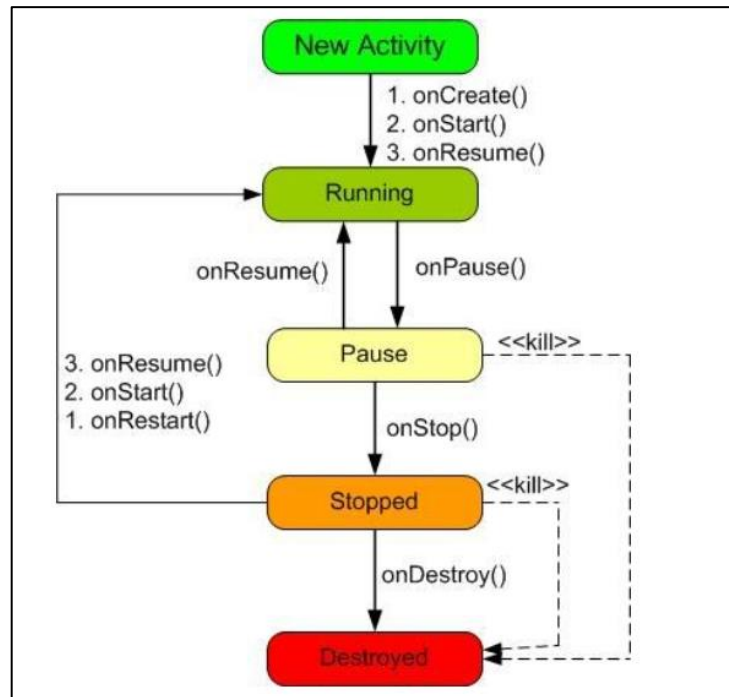 New Activity
1. onCreate()
2. onStart()
3. onResume()
Running
onResume()
onPause()
Pause
<<kill>>
3. onResume()
2. onStart()
1. onRestart()
onStop()
Stopped
<<kill>>
onDestroy()
Destroyed